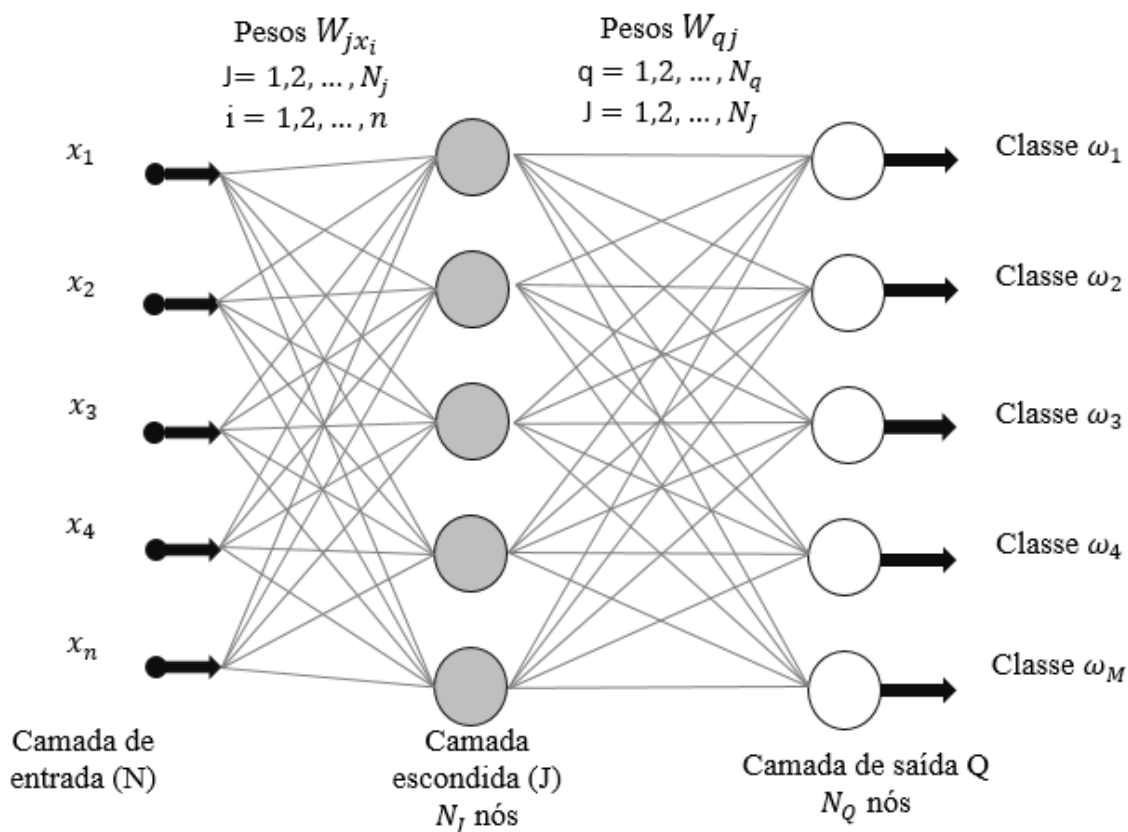 Pesos W_{jx_i}
J= 1,2, ..., N_j
i = 1,2, ..., n
Pesos W_{qj}
q = 1,2, ..., N_q
J = 1,2, ..., N_J
x_1
x_2
x_3
x_4
x_n
Classe ω_1
Classe ω_2
Classe ω_3
Classe ω_4
Classe ω_M
Camada de
entrada (N)
Camada
escondida (J)
N_J nós
Camada de saída Q
N_Q nós